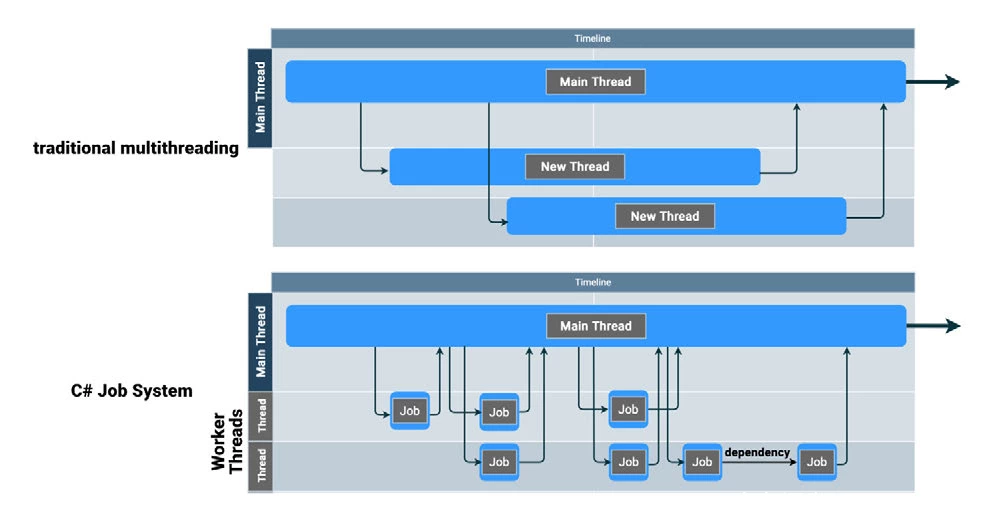 Timeline
Main Thread
Main Thread
traditional multithreading
New Thread
New Thread
Timeline
Main Thread
Main Thread
C# Job System
Worker
Threads
Thread
Job
Job
Job
Thread
Job
Job
Job
dependency
Job